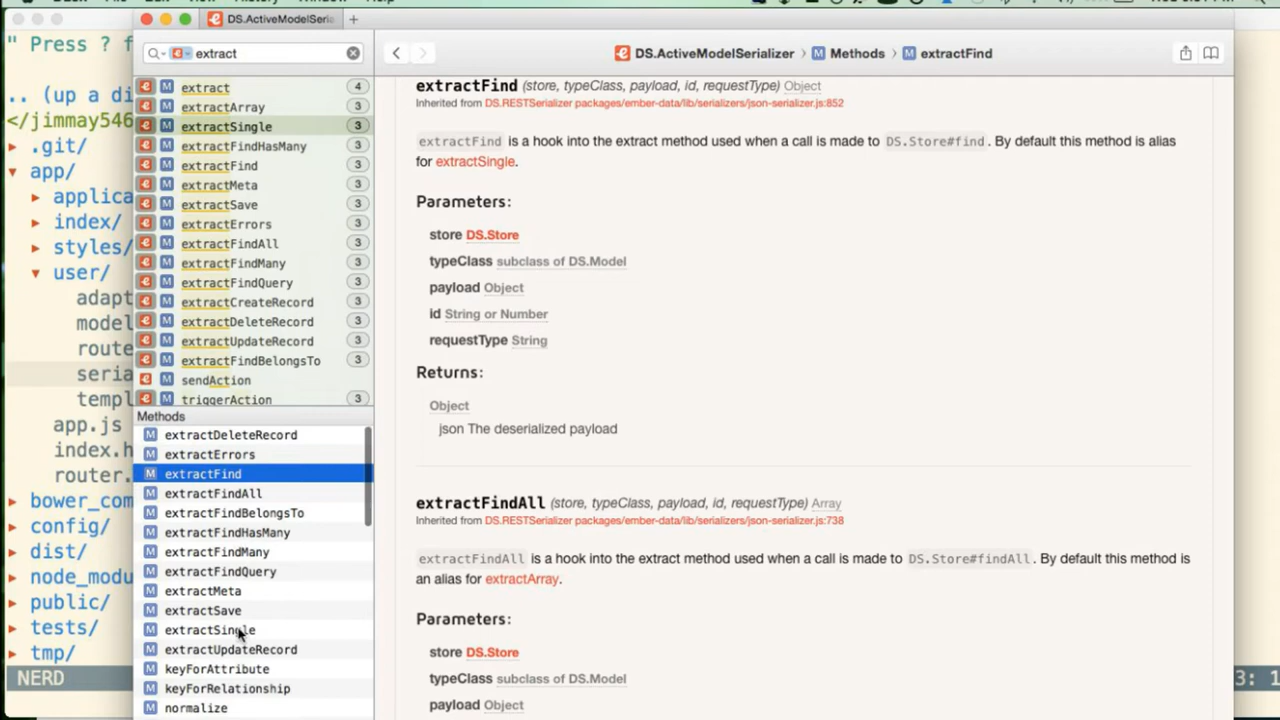 DS.ActiveModelSeria
" Press ? f
.. (up a di
</jimmay546
.git/
app/
applica
index/
styles/
user/
adapt
model
route
seria
templ
app.js
index.h
router.
bower_com
config/
dist/
node_modu
public/
tests/
tmp/
NERD
extract
extract 4
extractArray 3
extractSingle 3
extractFindHasMany 3
extractFind 3
extractMeta 3
extractSave 3
extractErrors 3
extractFindAll 3
extractFindMany 3
extractFindQuery 3
extractCreateRecord 3
extractDeleteRecord 3
extractUpdateRecord 3
extractFindBelongsTo 3
sendAction
triggerAction 3
Methods
M extractDeleteRecord
M extractErrors
M extractFind
M extractFindAll
M extractFindBelongsTo
M extractFindHasMany
M extractFindMany
M extractFindQuery
M extractMeta
M extractSave
M extractSingle
M extractUpdateRecord
M keyForAttribute
M keyForRelationship
M normalize
DS.ActiveModelSerializer > M Methods > M extractFind
extractFind (store, typeClass, payload, id, requestType) Object
Inherited from DS.RESTSerializer packages/ember-data/lib/serializers/json-serializer.js:852
extractFind is a hook into the extract method used when a call is made to DS.Store#find. By default this method is alias
for extractSingle.
Parameters:
store DS.Store
typeClass subclass of DS.Model
payload Object
id String or Number
requestType String
Returns:
Object
json The deserialized payload
extractFindAll (store, typeClass, payload, id, requestType) Array
Inherited from DS.RESTSerializer packages/ember-data/lib/serializers/json-serializer.js:738
extractFindAll is a hook into the extract method used when a call is made to DS.Store#findAll. By default this method is
an alias for extractArray.
Parameters:
store DS.Store
typeClass subclass of DS.Model
payload Object
3: 1